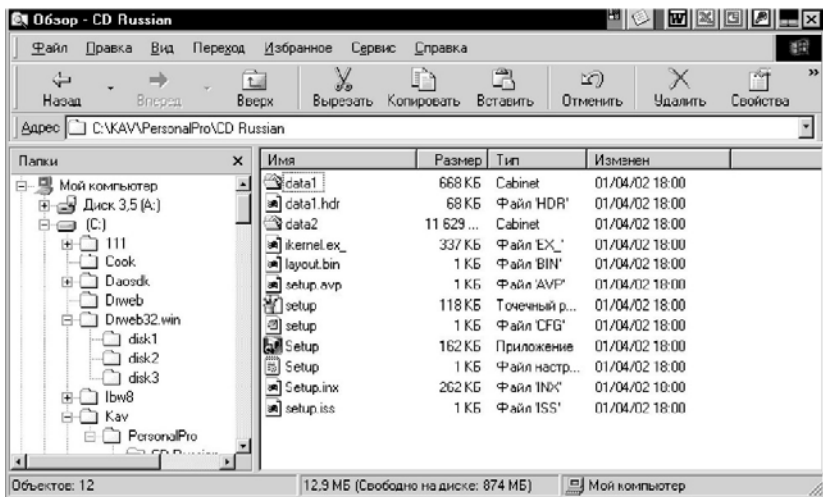 Обзор - CD Russian
Файл Правка Вид Переход Избранное Сервис Справка
Назад Вперед Вверх Вырезать Копировать Вставить Отменить Удалить Свойства »
Адрес C:\KAV\PersonalPro\CD Russian
Папки
Мой компьютер
Диск 3,5 (A:)
(C:)
111
Cook
Daosdk
Drweb
Drweb32.win
disk1
disk2
disk3
Ibw8
Kav
PersonalPro
CD Russian
Имя Размер Тип Изменен
data1 668 КБ Cabinet 01/04/02 18:00
data1.hdr 68 КБ Файл 'HDR' 01/04/02 18:00
data2 11 629 ... Cabinet 01/04/02 18:00
ikernel.ex_ 337 КБ Файл 'EX_' 01/04/02 18:00
layout.bin 1 КБ Файл 'BIN' 01/04/02 18:00
setup.avp 1 КБ Файл 'AVP' 01/04/02 18:00
setup 118 КБ Точечный р... 01/04/02 18:00
setup 1 КБ Файл 'CFG' 01/04/02 18:00
Setup 162 КБ Приложение 01/04/02 18:00
Setup 1 КБ Файл настр... 01/04/02 18:00
Setup.inx 262 КБ Файл 'INX' 01/04/02 18:00
setup.iss 1 КБ Файл 'ISS' 01/04/02 18:00
Объектов: 12 12,9 МБ (Свободно на диске: 874 МБ) Мой компьютер